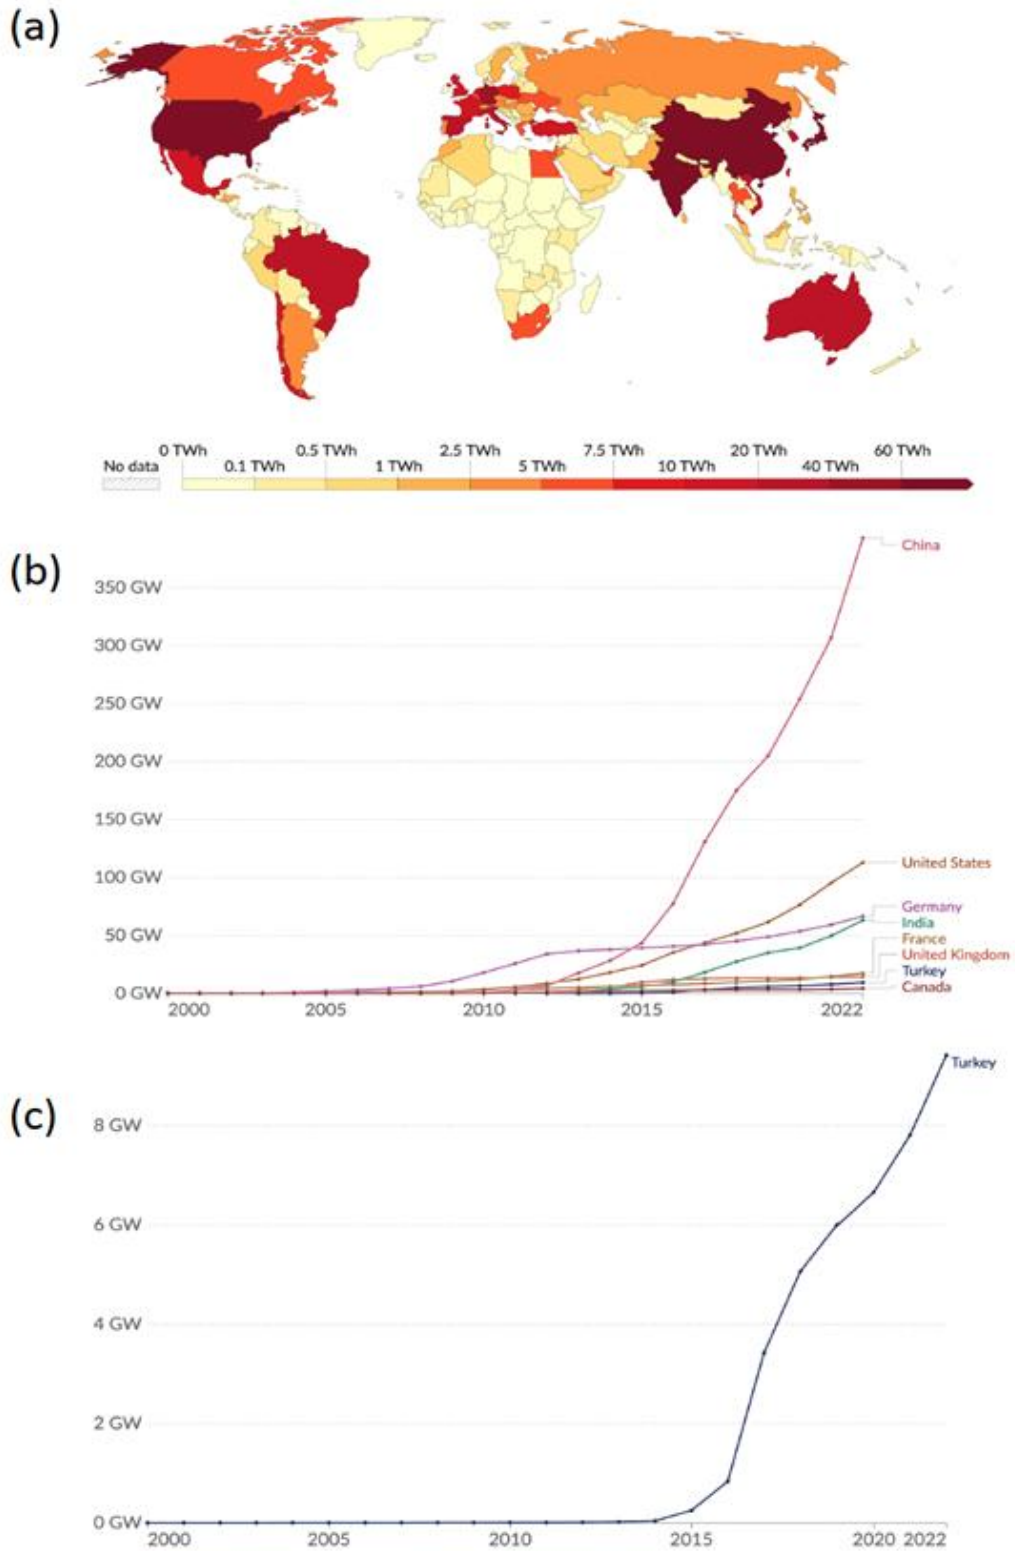 (a)
0 TWh 0.5 TWh 2.5 TWh 7.5 TWh 20 TWh 60 TWh
No data 0.1 TWh 1 TWh 5 TWh 10 TWh 40 TWh
(b)
China
350 GW
300 GW
250 GW
200 GW
150 GW
100 GW
United States
Germany
India
50 GW
France
United Kingdom
Turkey
Canada
0 GW
2000 2005 2010 2015 2022
(c)
Turkey
8 GW
6 GW
4 GW
2 GW
0 GW
2000 2005 2010 2015 2020 2022